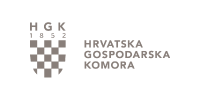 HGK
1852
HRVATSKA
GOSPODARSKA
KOMORA